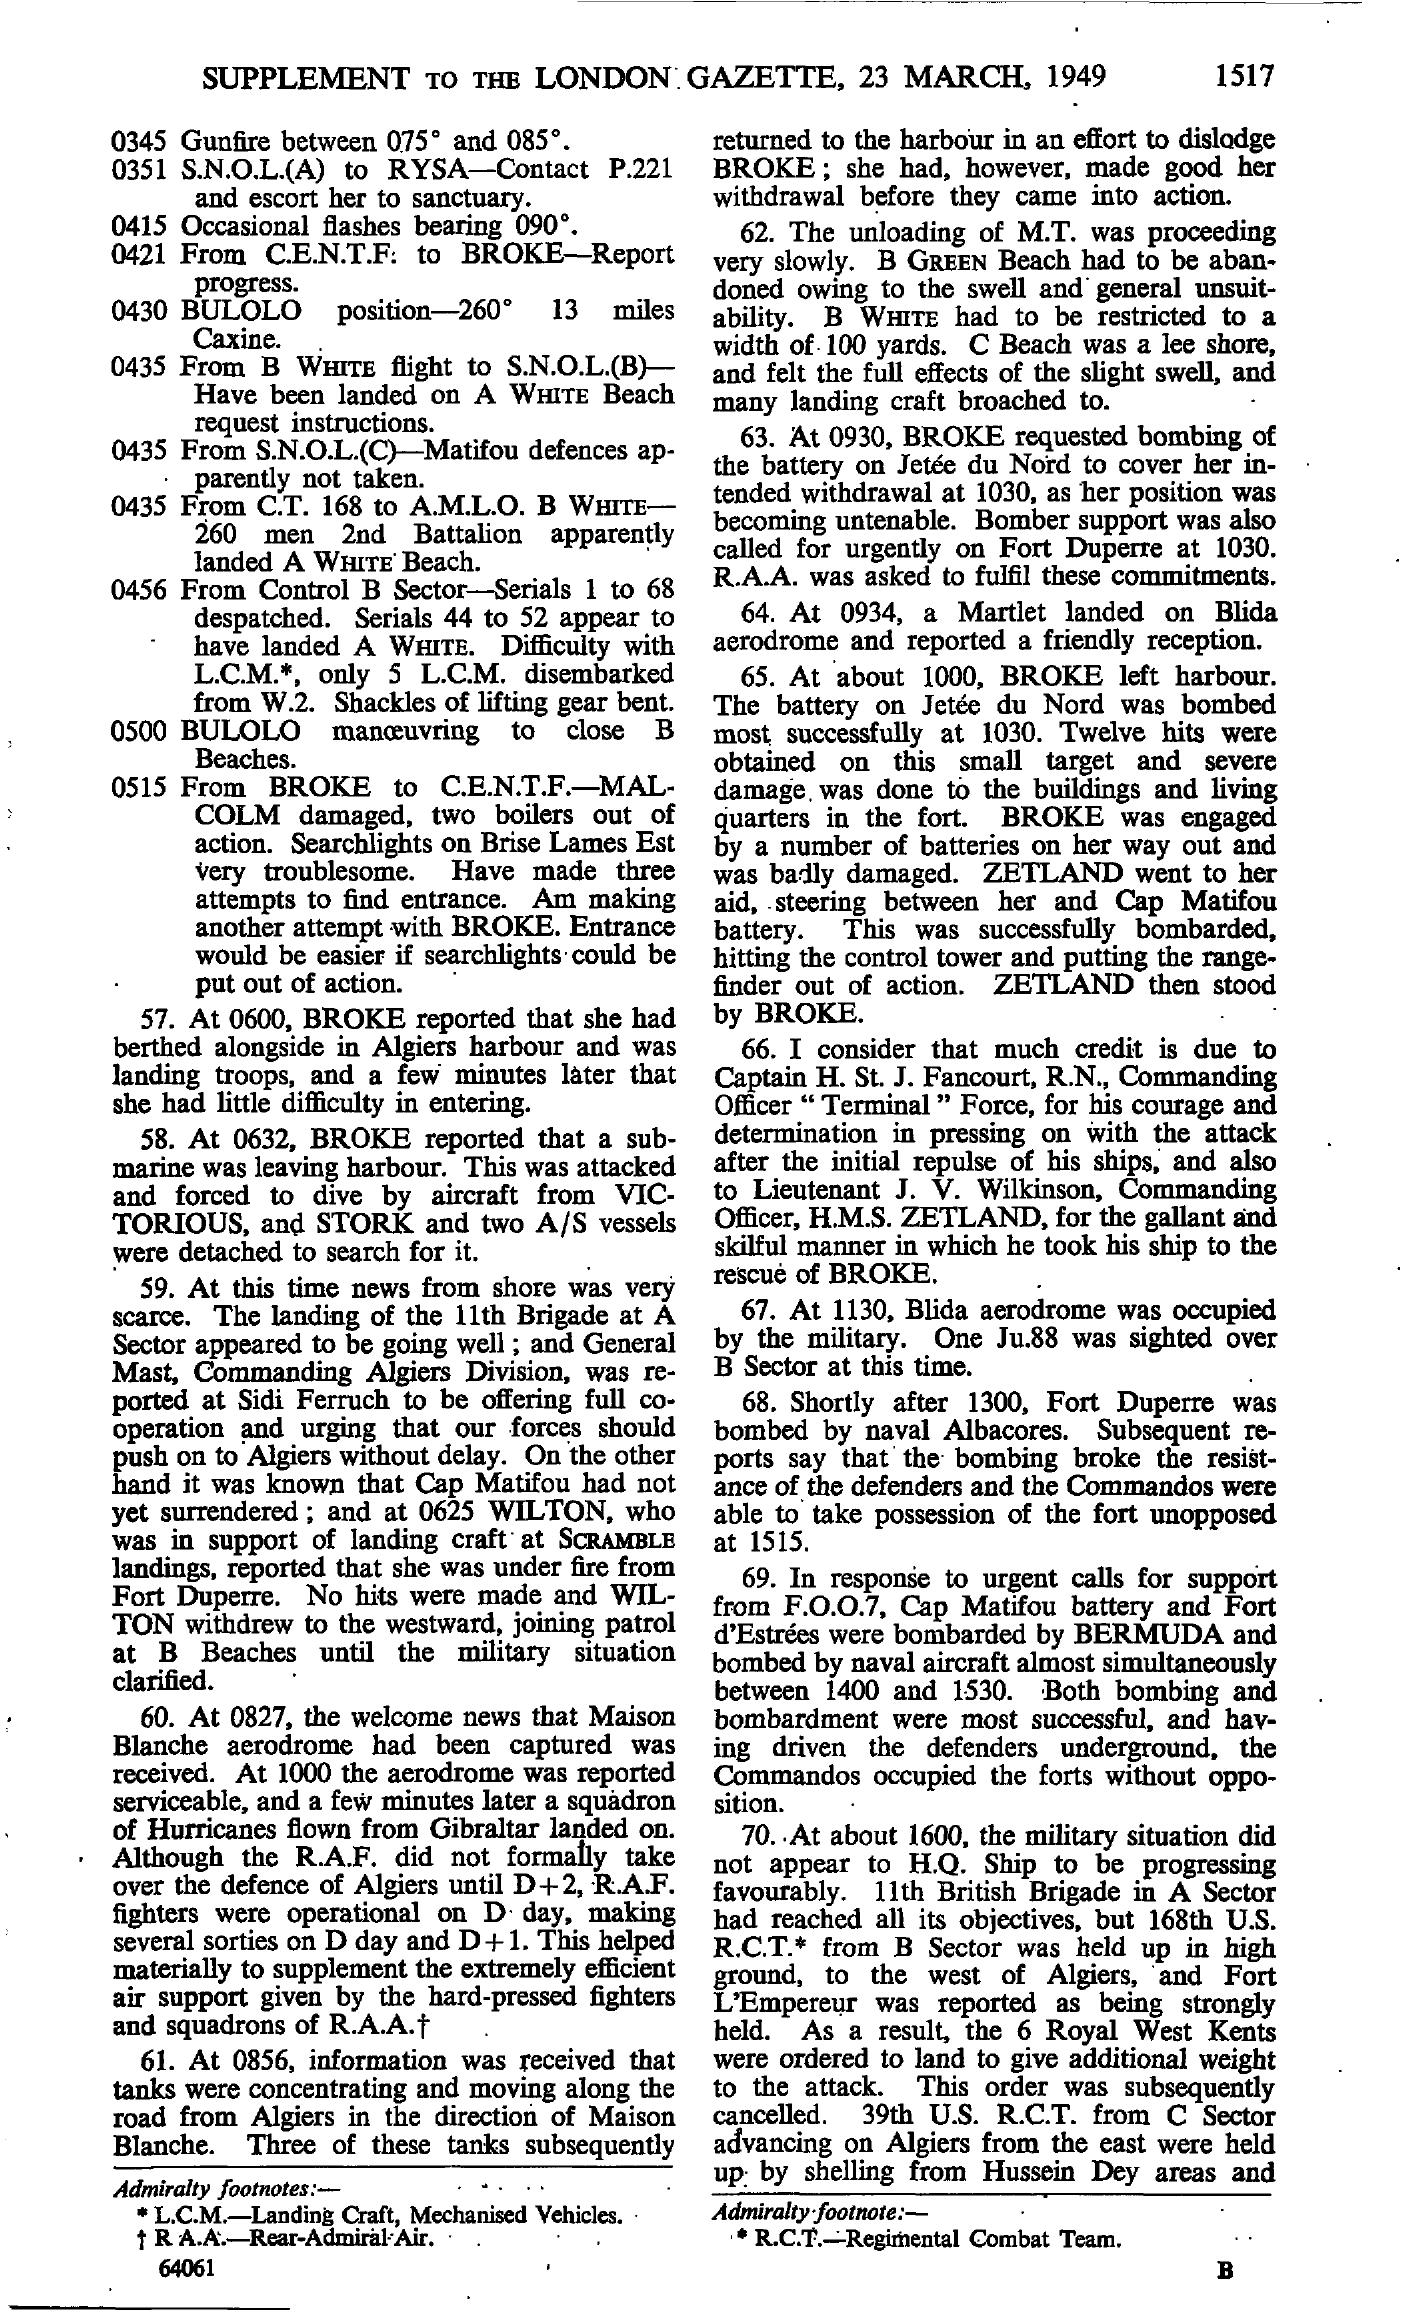 SUPPLEMENT TO THE LONDON GAZETTE, 23 MARCH, 1949 1517
0345 Gunfire between 075° and 085°.
0351 S.N.O.L.(A) to RYSA—Contact P.221
and escort her to sanctuary.
0415 Occasional flashes bearing 090°.
0421 From C.E.N.T.F. to BROKE—Report
progress.
0430 BULOLO position—260° 13 miles
Caxine.
0435 From B WHITE flight to S.N.O.L.(B)—
Have been landed on A WHITE Beach
request instructions.
0435 From S.N.O.L.(C)—Matifou defences ap-
parently not taken.
0435 From C.T. 168 to A.M.L.O. B WHITE—
260 men 2nd Battalion apparently
landed A WHITE Beach.
0456 From Control B Sector—Serials 1 to 68
despatched. Serials 44 to 52 appear to
have landed A WHITE. Difficulty with
L.C.M.*, only 5 L.C.M. disembarked
from W.2. Shackles of lifting gear bent.
0500 BULOLO manœuvring to close B
Beaches.
0515 From BROKE to C.E.N.T.F.—MAL-
COLM damaged, two boilers out of
action. Searchlights on Brise Lames Est
very troublesome. Have made three
attempts to find entrance. Am making
another attempt with BROKE. Entrance
would be easier if searchlights could be
put out of action.
57. At 0600, BROKE reported that she had
berthed alongside in Algiers harbour and was
landing troops, and a few minutes later that
she had little difficulty in entering.
58. At 0632, BROKE reported that a sub-
marine was leaving harbour. This was attacked
and forced to dive by aircraft from VIC-
TORIOUS, and STORK and two A/S vessels
were detached to search for it.
59. At this time news from shore was very
scarce. The landing of the 11th Brigade at A
Sector appeared to be going well; and General
Mast, Commanding Algiers Division, was re-
ported at Sidi Ferruch to be offering full co-
operation and urging that our forces should
push on to Algiers without delay. On the other
hand it was known that Cap Matifou had not
yet surrendered; and at 0625 WILTON, who
was in support of landing craft at SCRAMBLE
landings, reported that she was under fire from
Fort Duperre. No hits were made and WIL-
TON withdrew to the westward, joining patrol
at B Beaches until the military situation
clarified.
60. At 0827, the welcome news that Maison
Blanche aerodrome had been captured was
received. At 1000 the aerodrome was reported
serviceable, and a few minutes later a squadron
of Hurricanes flown from Gibraltar landed on.
Although the R.A.F. did not formally take
over the defence of Algiers until D+2, R.A.F.
fighters were operational on D day, making
several sorties on D day and D+1. This helped
materially to supplement the extremely efficient
air support given by the hard-pressed fighters
and squadrons of R.A.A.†
61. At 0856, information was received that
tanks were concentrating and moving along the
road from Algiers in the direction of Maison
Blanche. Three of these tanks subsequently
Admiralty footnotes:—
* L.C.M.—Landing Craft, Mechanised Vehicles.
† R.A.A.—Rear-Admiral Air.
64061
returned to the harbour in an effort to dislodge
BROKE; she had, however, made good her
withdrawal before they came into action.
62. The unloading of M.T. was proceeding
very slowly. B GREEN Beach had to be aban-
doned owing to the swell and general unsuit-
ability. B WHITE had to be restricted to a
width of 100 yards. C Beach was a lee shore,
and felt the full effects of the slight swell, and
many landing craft broached to.
63. At 0930, BROKE requested bombing of
the battery on Jetée du Nord to cover her in-
tended withdrawal at 1030, as her position was
becoming untenable. Bomber support was also
called for urgently on Fort Duperre at 1030.
R.A.A. was asked to fulfil these commitments.
64. At 0934, a Martlet landed on Blida
aerodrome and reported a friendly reception.
65. At about 1000, BROKE left harbour.
The battery on Jetée du Nord was bombed
most successfully at 1030. Twelve hits were
obtained on this small target and severe
damage was done to the buildings and living
quarters in the fort. BROKE was engaged
by a number of batteries on her way out and
was badly damaged. ZETLAND went to her
aid, steering between her and Cap Matifou
battery. This was successfully bombarded,
hitting the control tower and putting the range-
finder out of action. ZETLAND then stood
by BROKE.
66. I consider that much credit is due to
Captain H. St. J. Fancourt, R.N., Commanding
Officer "Terminal" Force, for his courage and
determination in pressing on with the attack
after the initial repulse of his ships, and also
to Lieutenant J. V. Wilkinson, Commanding
Officer, H.M.S. ZETLAND, for the gallant and
skilful manner in which he took his ship to the
rescue of BROKE.
67. At 1130, Blida aerodrome was occupied
by the military. One Ju.88 was sighted over
B Sector at this time.
68. Shortly after 1300, Fort Duperre was
bombed by naval Albacores. Subsequent re-
ports say that the bombing broke the resist-
ance of the defenders and the Commandos were
able to take possession of the fort unopposed
at 1515.
69. In response to urgent calls for support
from F.O.O.7, Cap Matifou battery and Fort
d'Estrées were bombarded by BERMUDA and
bombed by naval aircraft almost simultaneously
between 1400 and 1530. Both bombing and
bombardment were most successful, and hav-
ing driven the defenders underground, the
Commandos occupied the forts without oppo-
sition.
70. At about 1600, the military situation did
not appear to H.Q. Ship to be progressing
favourably. 11th British Brigade in A Sector
had reached all its objectives, but 168th U.S.
R.C.T.* from B Sector was held up in high
ground, to the west of Algiers, and Fort
L'Empereur was reported as being strongly
held. As a result, the 6 Royal West Kents
were ordered to land to give additional weight
to the attack. This order was subsequently
cancelled. 39th U.S. R.C.T. from C Sector
advancing on Algiers from the east were held
up by shelling from Hussein Dey areas and
Admiralty footnote:—
* R.C.T.—Regimental Combat Team.
B